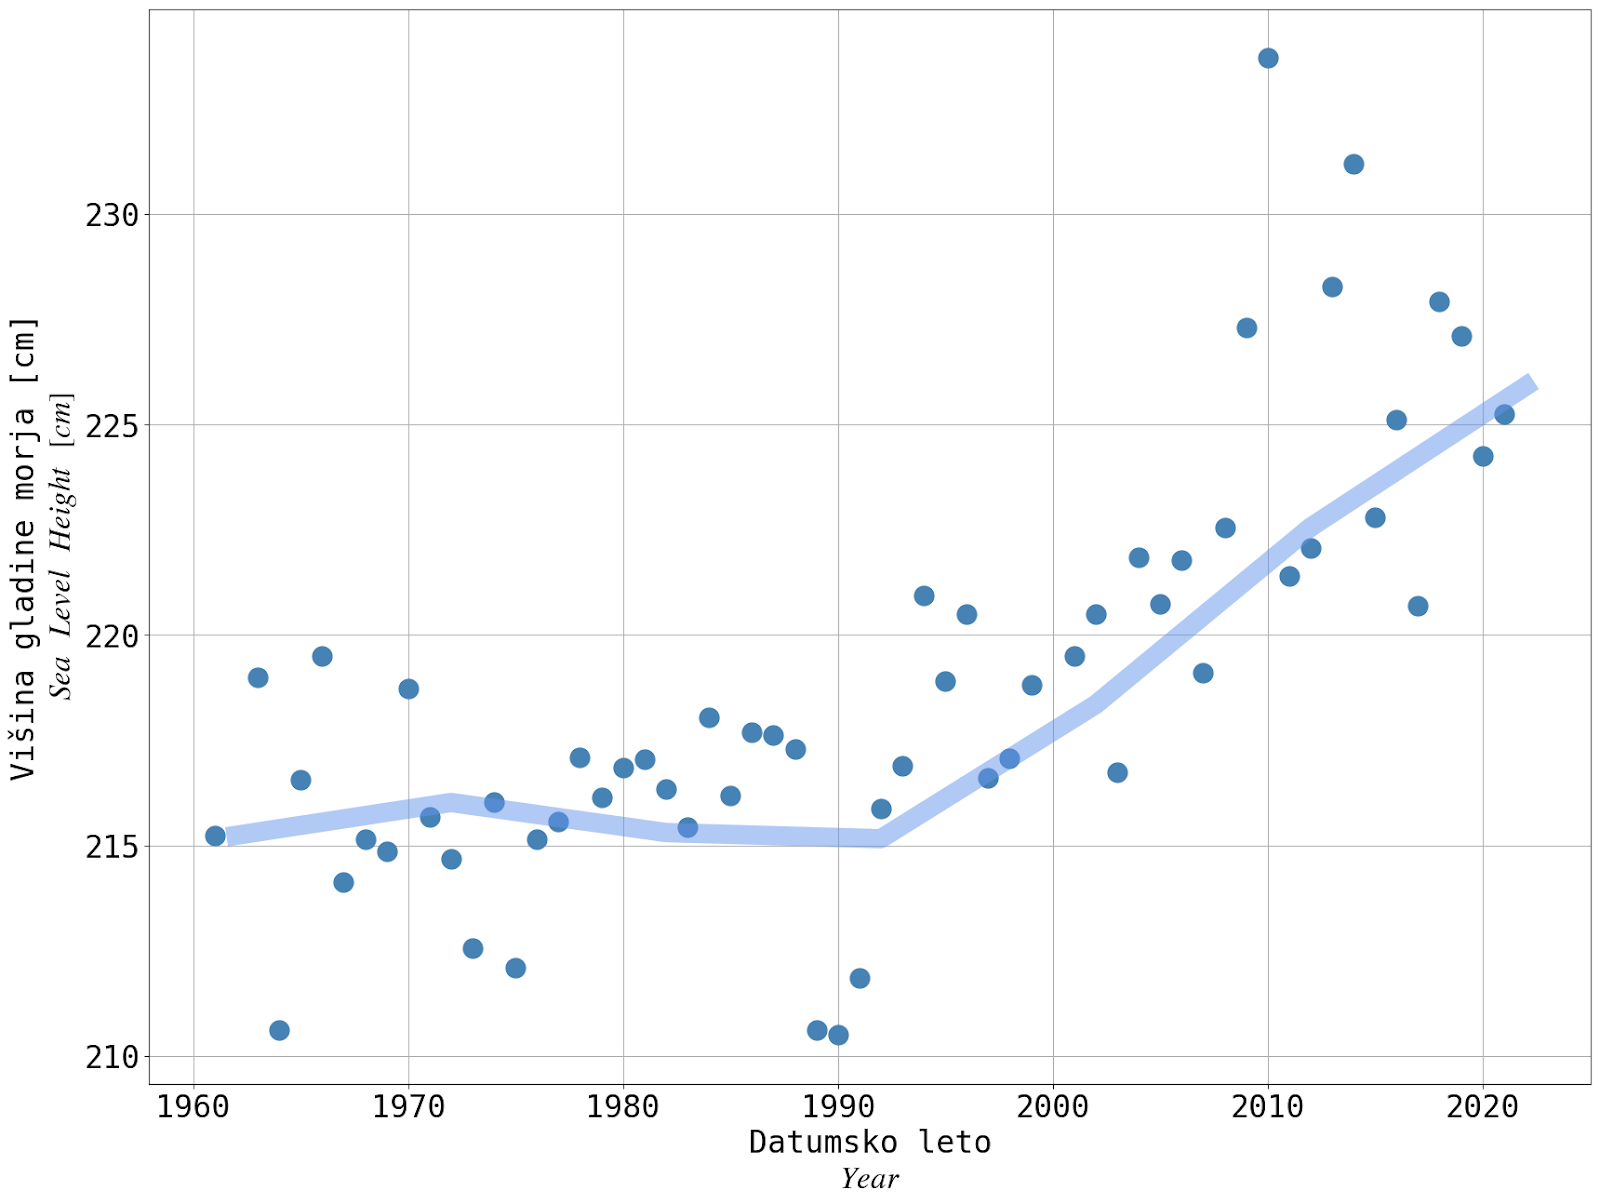 Višina gladine morja [cm]
Sea Level Height [cm]
230
225
220
215
210
1960 1970 1980 1990 2000 2010 2020
Datumsko leto
Year